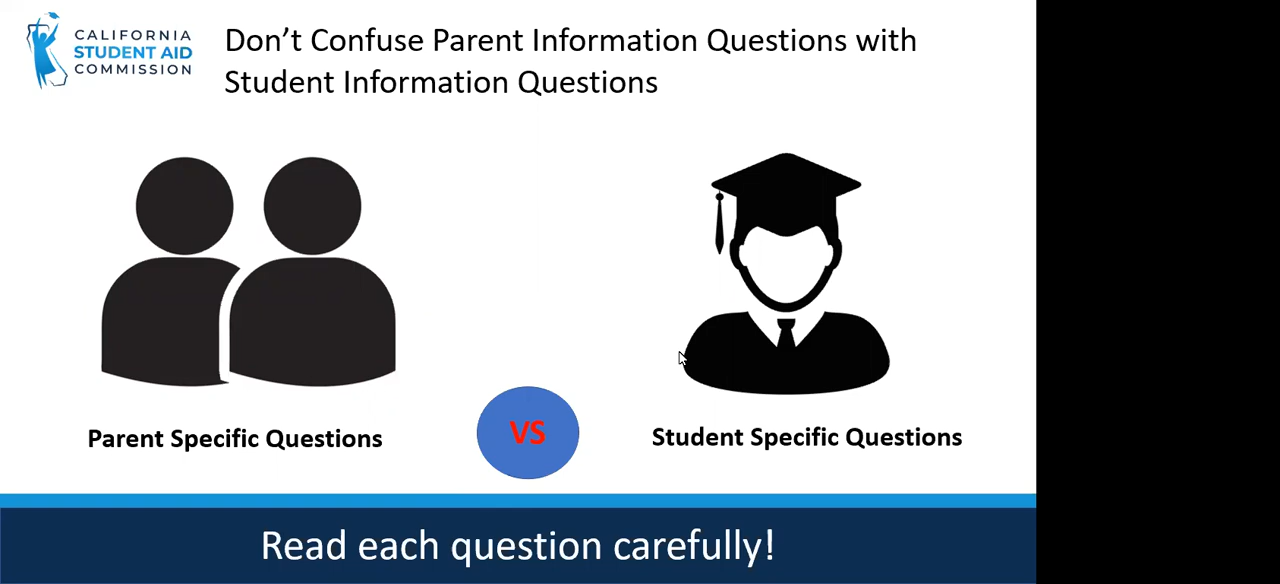 CALIFORNIA
STUDENT AID
COMMISSION
Don't Confuse Parent Information Questions with
Student Information Questions
Parent Specific Questions
VS
Student Specific Questions
Read each question carefully!